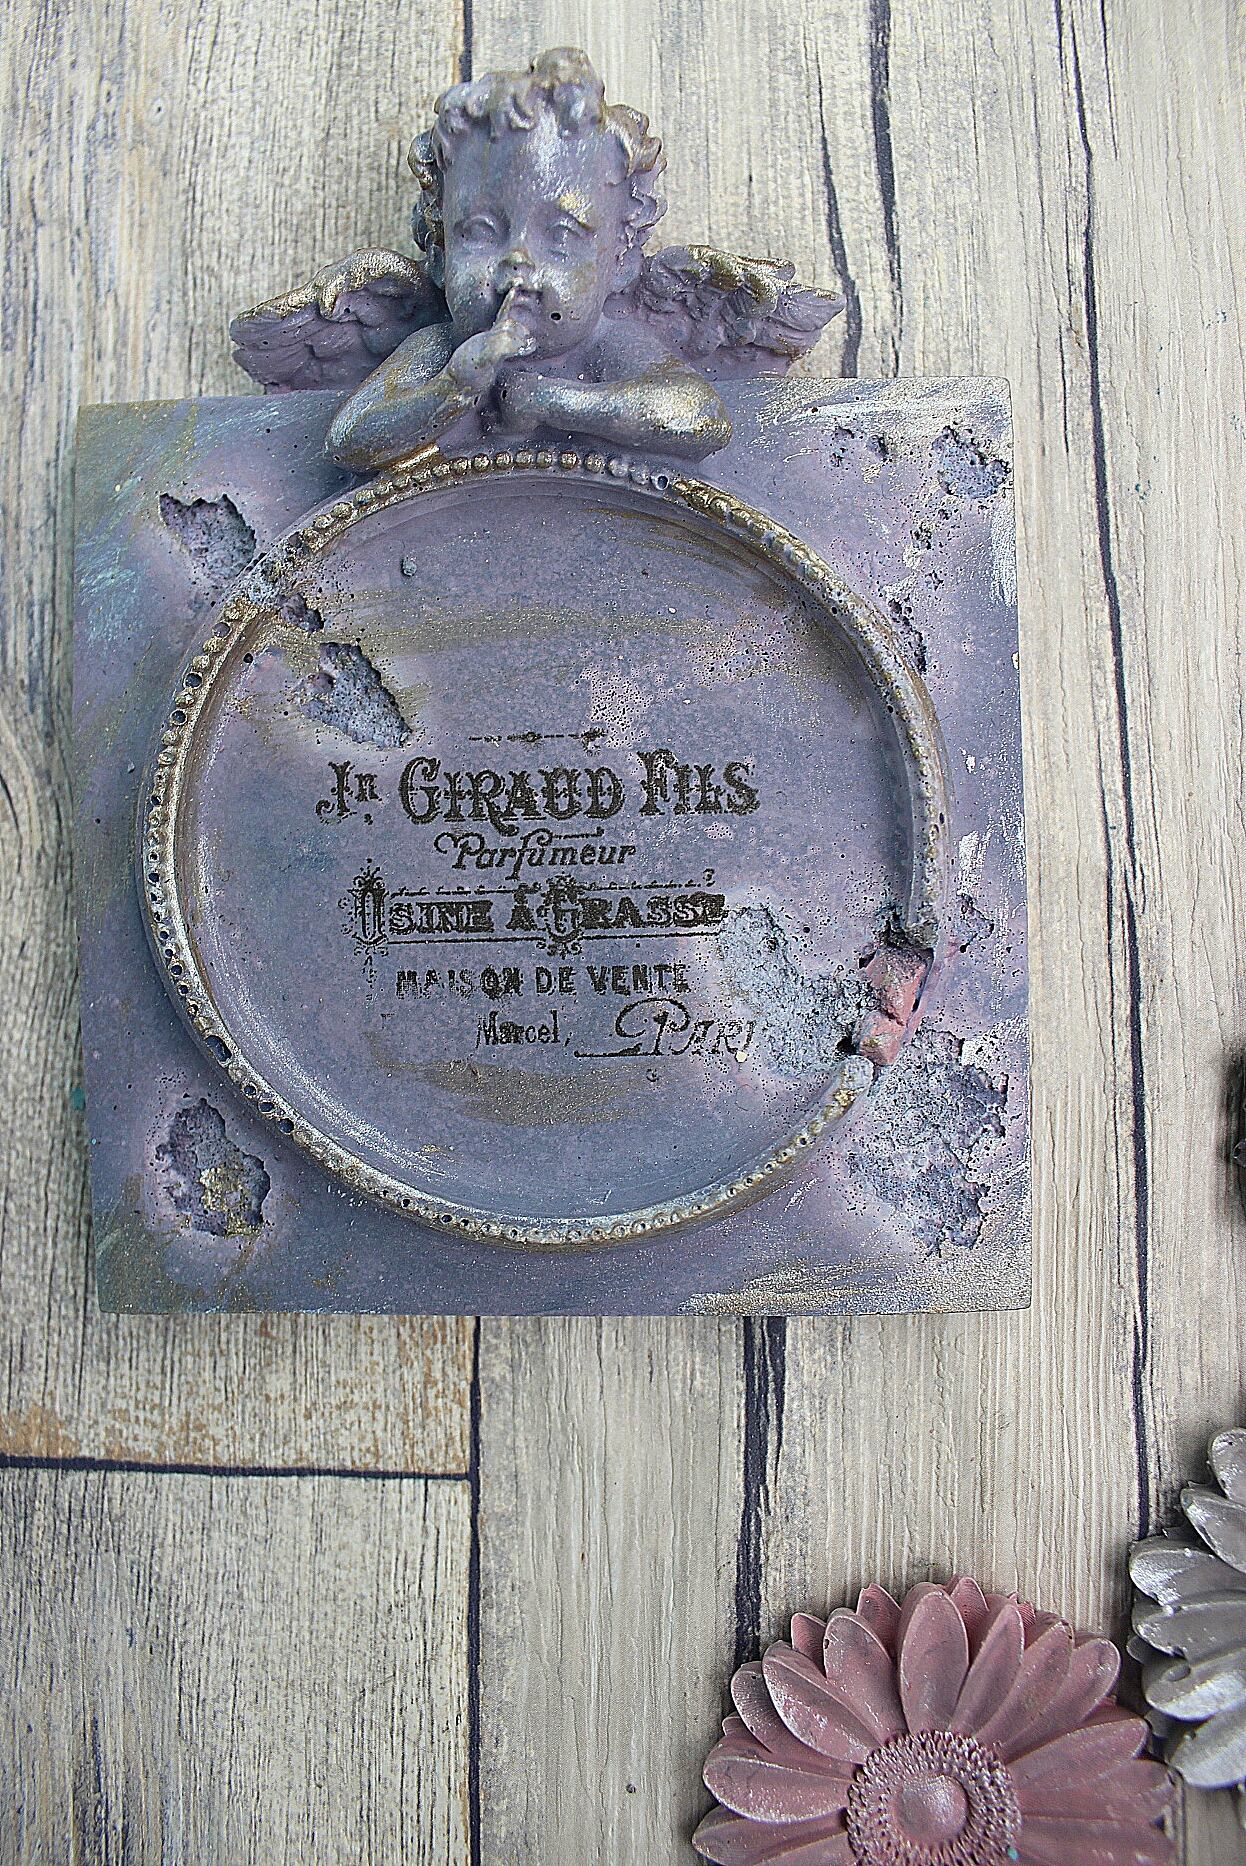 Jn GIRAUD FILS
Parfumeur
USINE À GRASSE
MAISON DE VENTE
Marcel, PARI